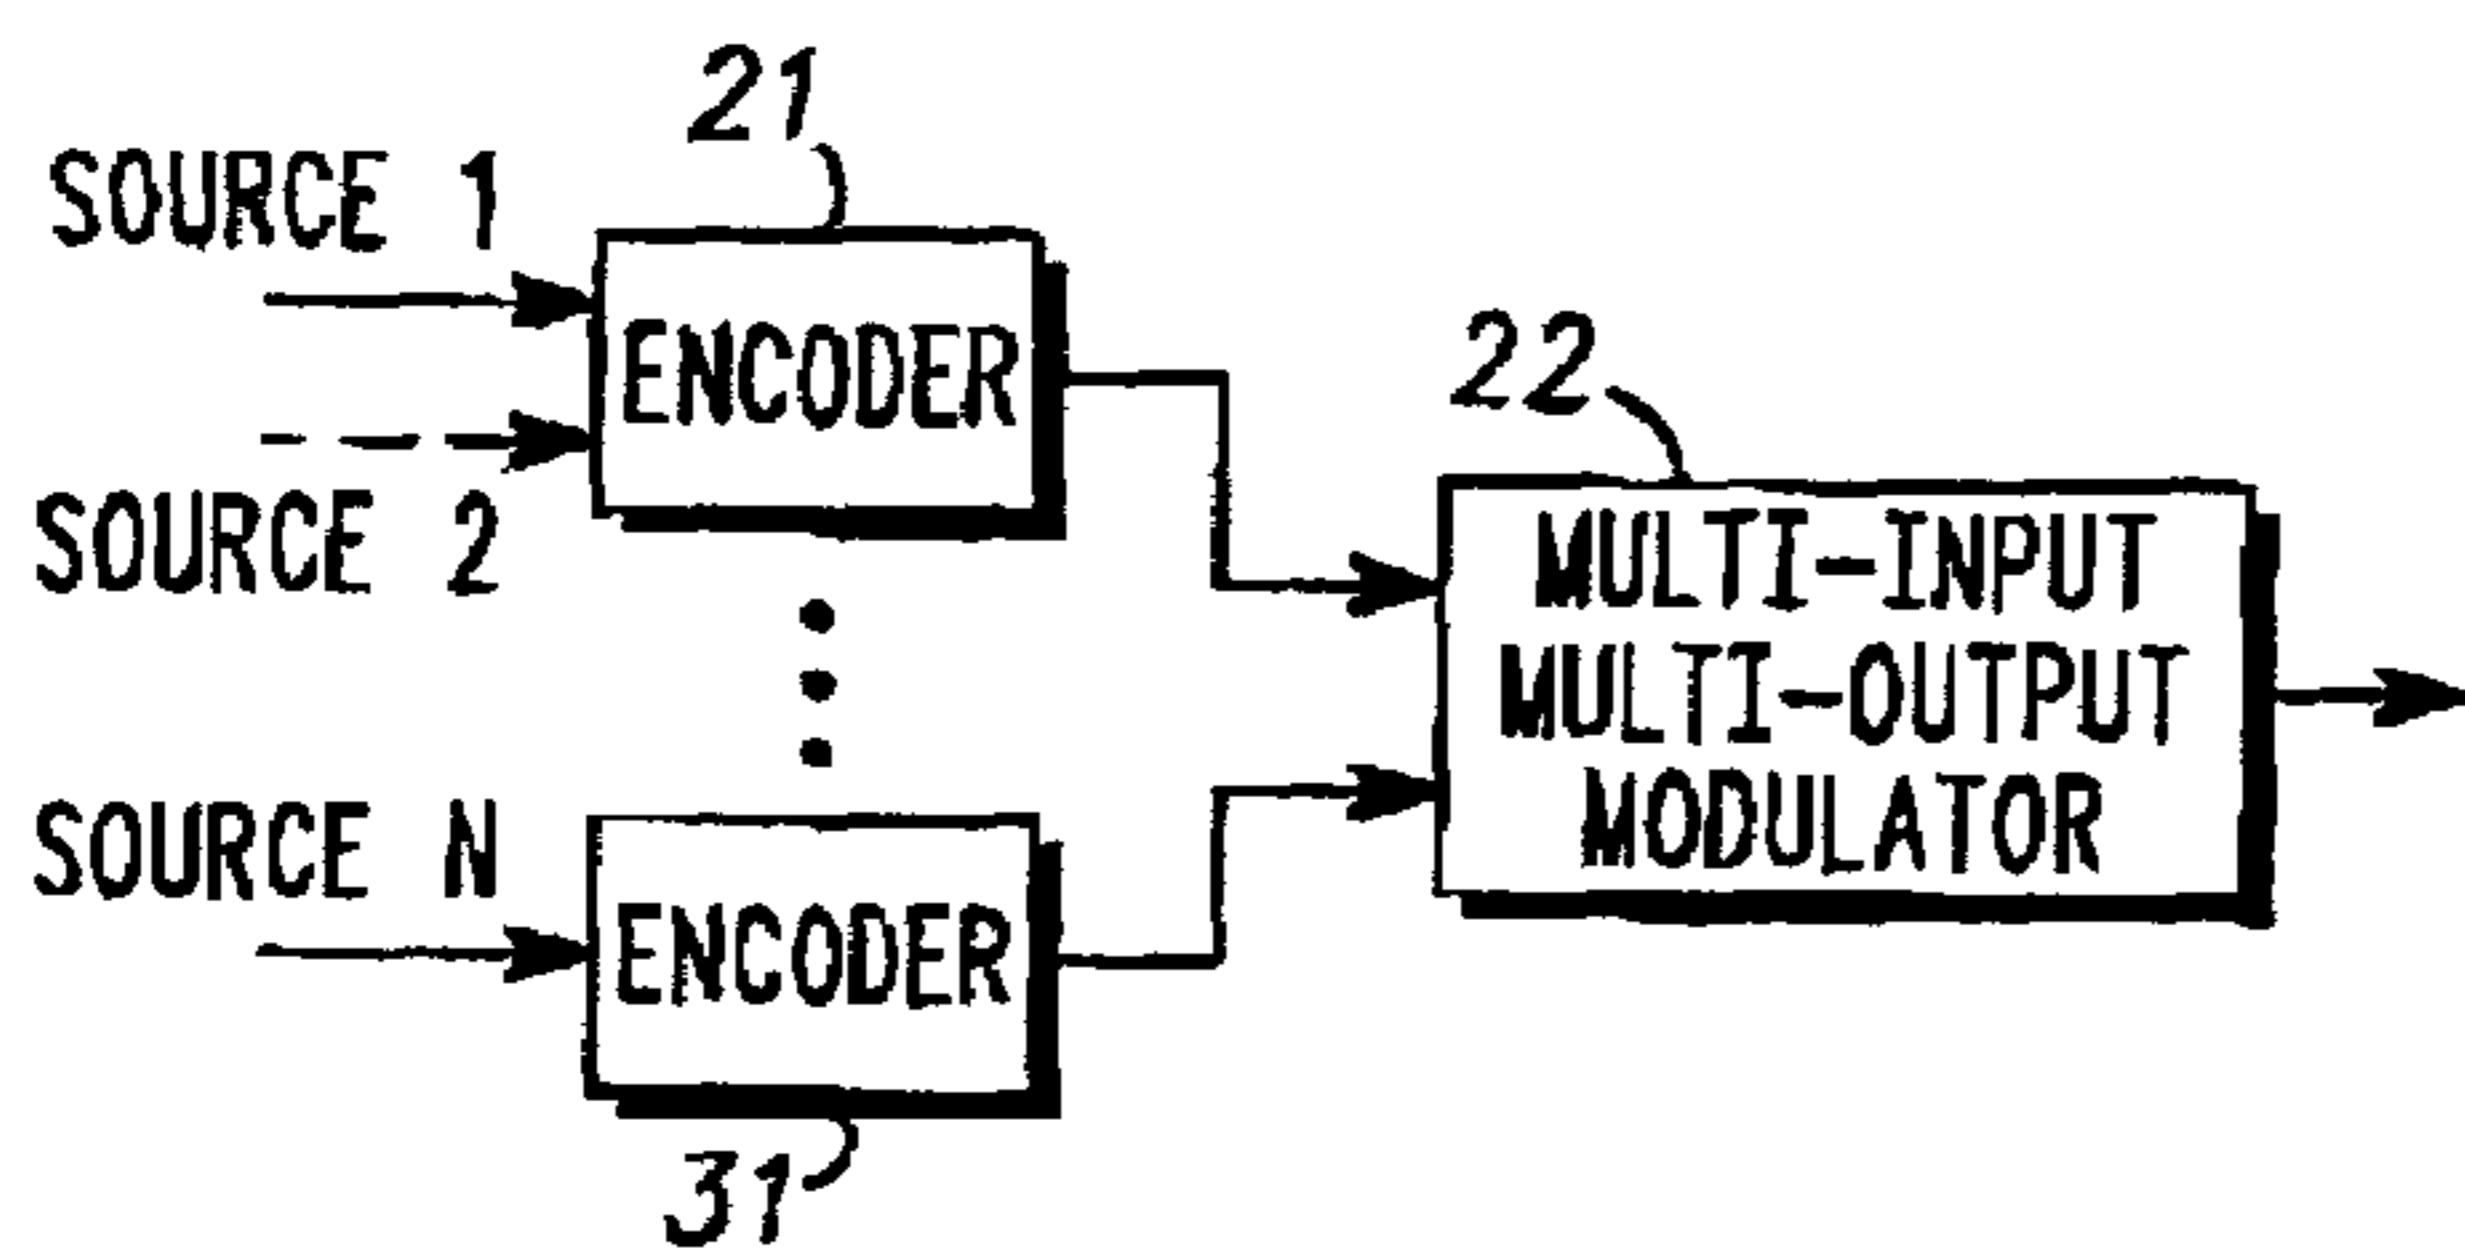 21
SOURCE 1
ENCODER
SOURCE 2
22
MULTI-INPUT
MULTI-OUTPUT
MODULATOR
SOURCE N
ENCODER
31